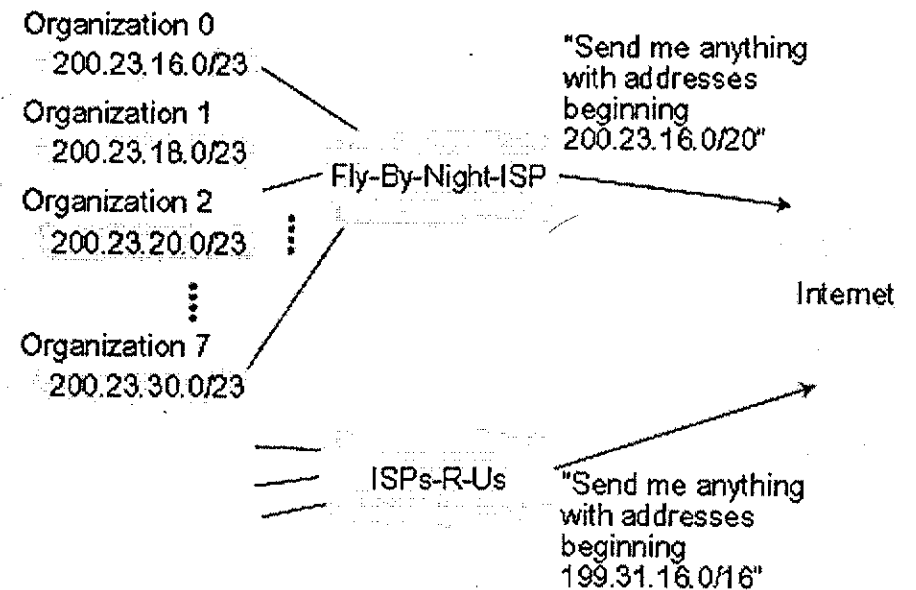 Organization 0
200.23.16.0/23
Organization 1
200.23.18.0/23
Organization 2
200.23.20.0/23
Organization 7
200.23.30.0/23
Fly-By-Night-ISP
"Send me anything
with addresses
beginning
200.23.16.0/20"
Internet
ISPs-R-Us
"Send me anything
with addresses
beginning
199.31.16.0/16"